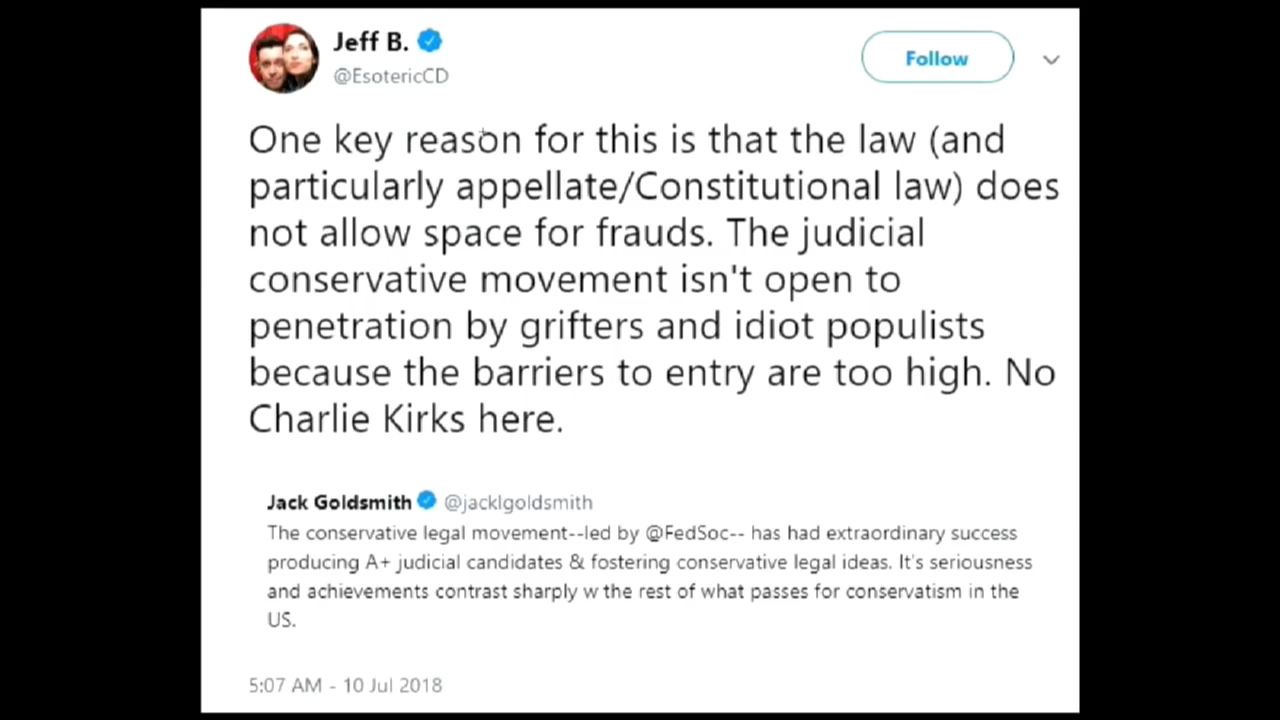 Jeff B.
@EsotericCD
Follow
One key reason for this is that the law (and
particularly appellate/Constitutional law) does
not allow space for frauds. The judicial
conservative movement isn't open to
penetration by grifters and idiot populists
because the barriers to entry are too high. No
Charlie Kirks here.
Jack Goldsmith @jacklgoldsmith
The conservative legal movement--led by @FedSoc-- has had extraordinary success
producing A+ judicial candidates & fostering conservative legal ideas. It's seriousness
and achievements contrast sharply w the rest of what passes for conservatism in the
US.
5:07 AM - 10 Jul 2018